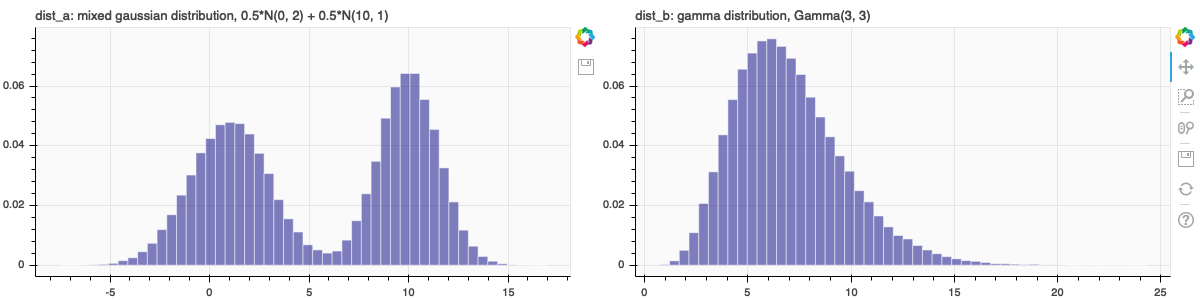 dist_a: mixed gaussian distribution, 0.5*N(0, 2) + 0.5*N(10, 1)
0.06
0.04
0.02
0
-5 0 5 10 15
dist_b: gamma distribution, Gamma(3, 3)
0.06
0.04
0.02
0
0 5 10 15 20 25